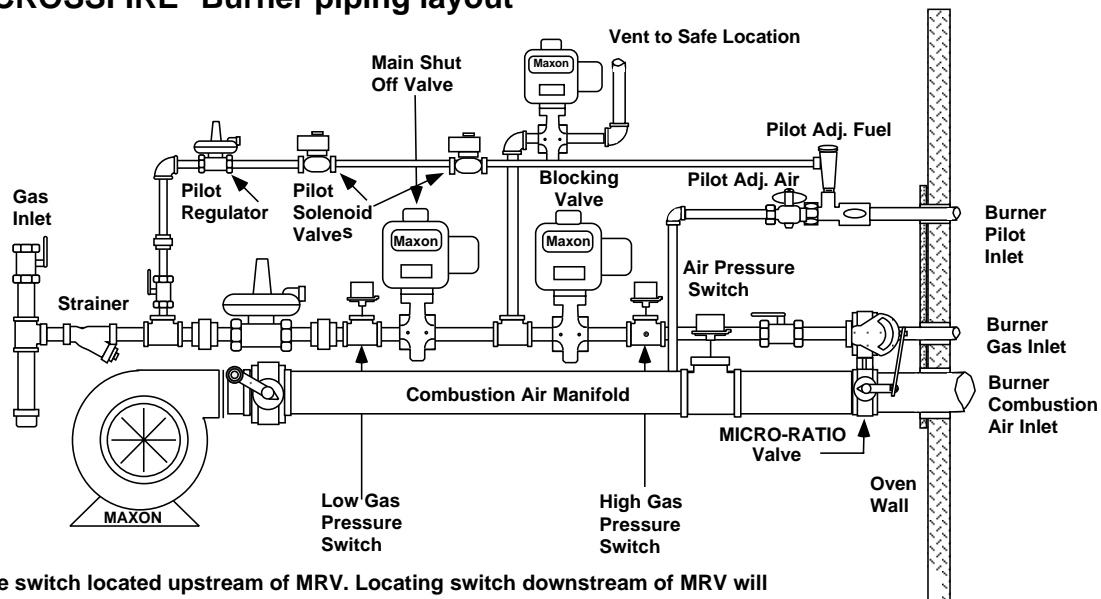 CROSSFIRE Burner piping layout
Vent to Safe Location
Main Shut
Off Valve
Maxon
Pilot Adj. Fuel
Pilot
Regulator
Pilot
Solenoid
Valves
Blocking
Valve
Pilot Adj. Air
Gas
Inlet
Burner
Pilot
Inlet
Maxon
Maxon
Air Pressure
Switch
Strainer
Burner
Gas Inlet
Combustion Air Manifold
Burner
Combustion
Air Inlet
MICRO-RATIO
Valve
Oven
Wall
Low Gas
Pressure
Switch
High Gas
Pressure
Switch
MAXON
switch located upstream of MRV. Locating switch downstream of MRV will